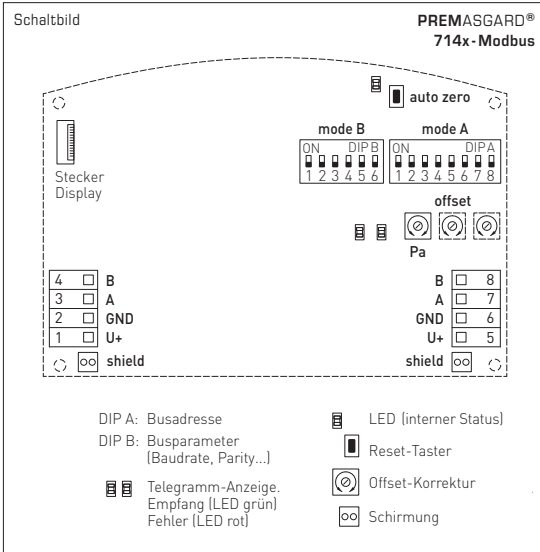 Schaltbild
PREMASGARD®
714x-Modbus
auto zero
mode B
mode A
ON DIP B
1 2 3 4 5 6
ON DIP A
1 2 3 4 5 6 7 8
Stecker
Display
offset
Pa
4 B
3 A
2 GND
1 U+
shield
B 8
A 7
GND 6
U+ 5
shield
DIP A: Busadresse
DIP B: Busparameter
(Baudrate, Parity...)
Telegramm-Anzeige.
Empfang (LED grün)
Fehler (LED rot)
LED (interner Status)
Reset-Taster
Offset-Korrektur
Schirmung